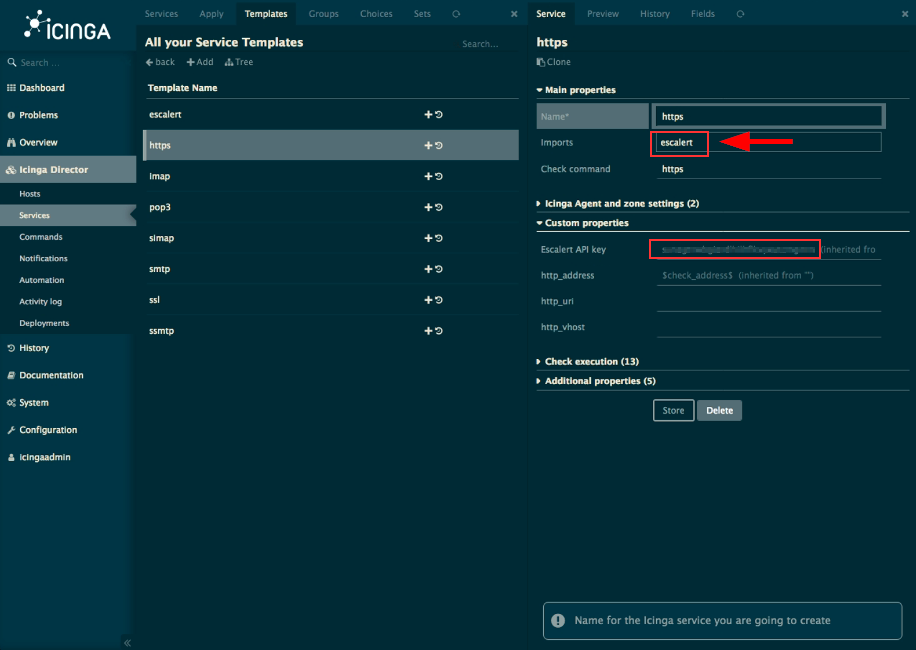 ICINGA
Search ...
Dashboard
Problems
Overview
Icinga Director
Hosts
Services
Commands
Notifications
Automation
Activity log
Deployments
History
Documentation
System
Configuration
icingaadmin
«
Services Apply Templates Groups Choices Sets
All your Service Templates
Search...
back Add Tree
Template Name
escalert
https
imap
pop3
simap
smtp
ssl
ssmtp
Service Preview History Fields
https
Clone
Main properties
Name* https
Imports escalert
Check command https
Icinga Agent and zone settings (2)
Custom properties
Escalert API key (inherited fro
http_address $check_address$ (inherited from "")
http_uri
http_vhost
Check execution (13)
Additional properties (5)
Store Delete
Name for the Icinga service you are going to create